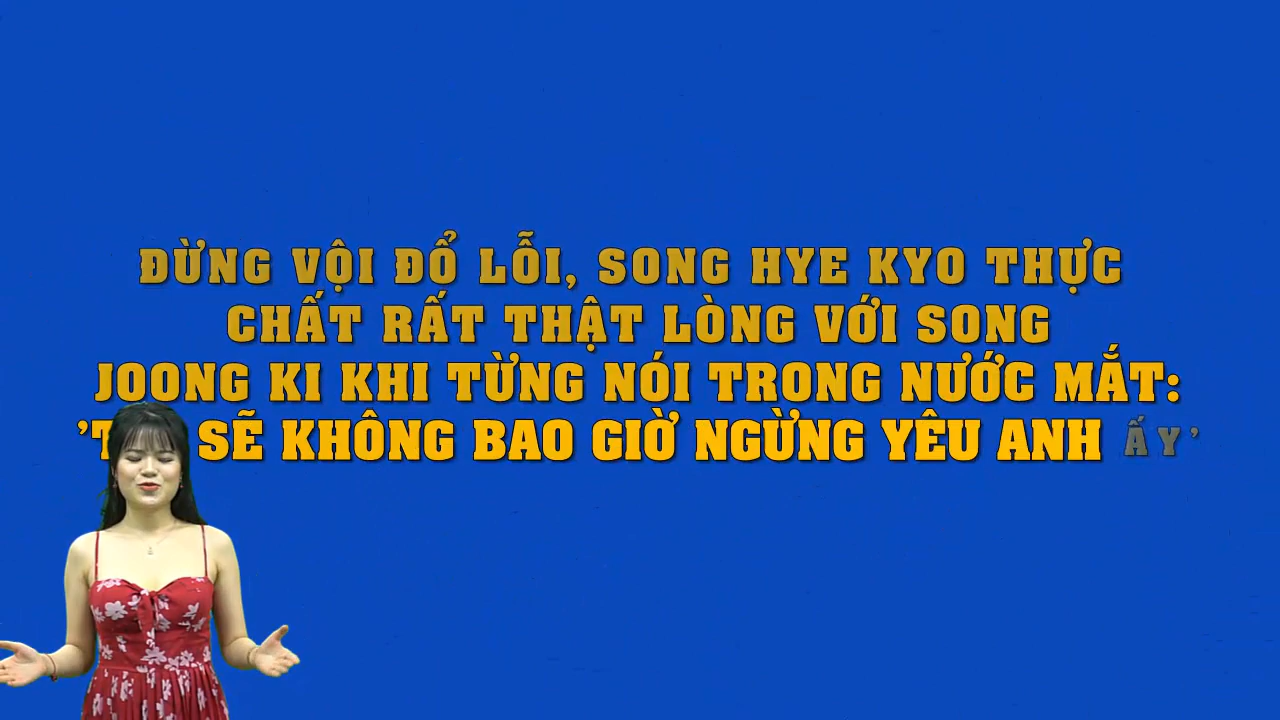 ĐỪNG VỘI ĐỔ LỖI, SONG HYE KYO THỰC
CHẤT RẤT THẬT LÒNG VỚI SONG
JOONG KI KHI TỪNG NÓI TRONG NƯỚC MẮT:
SẼ KHÔNG BAO GIỜ NGỪNG YÊU ANH ẤY'